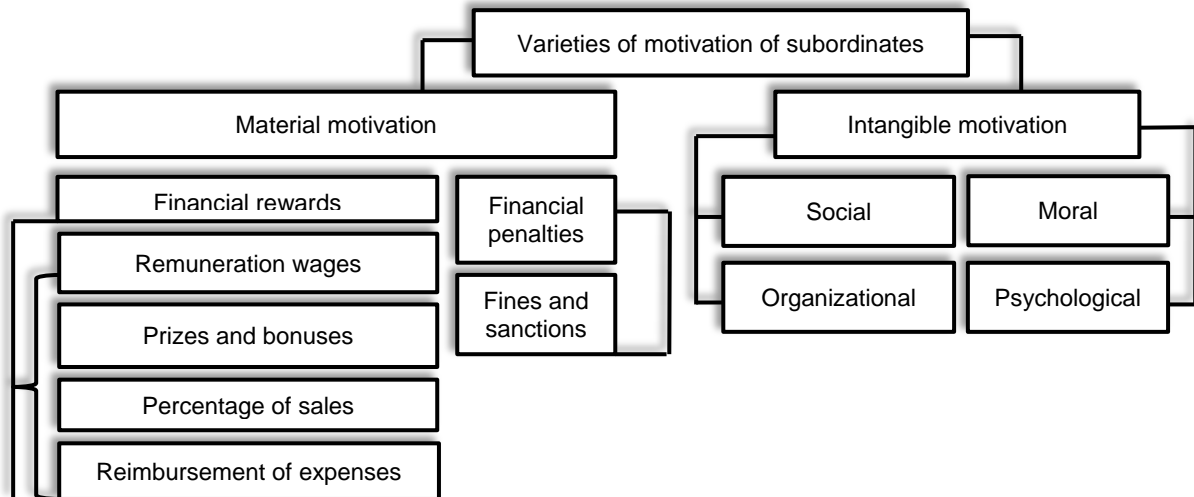 Varieties of motivation of subordinates
Material motivation
Intangible motivation
Financial rewards
Financial
penalties
Social
Moral
Remuneration wages
Fines and
sanctions
Organizational
Psychological
Prizes and bonuses
Percentage of sales
Reimbursement of expenses